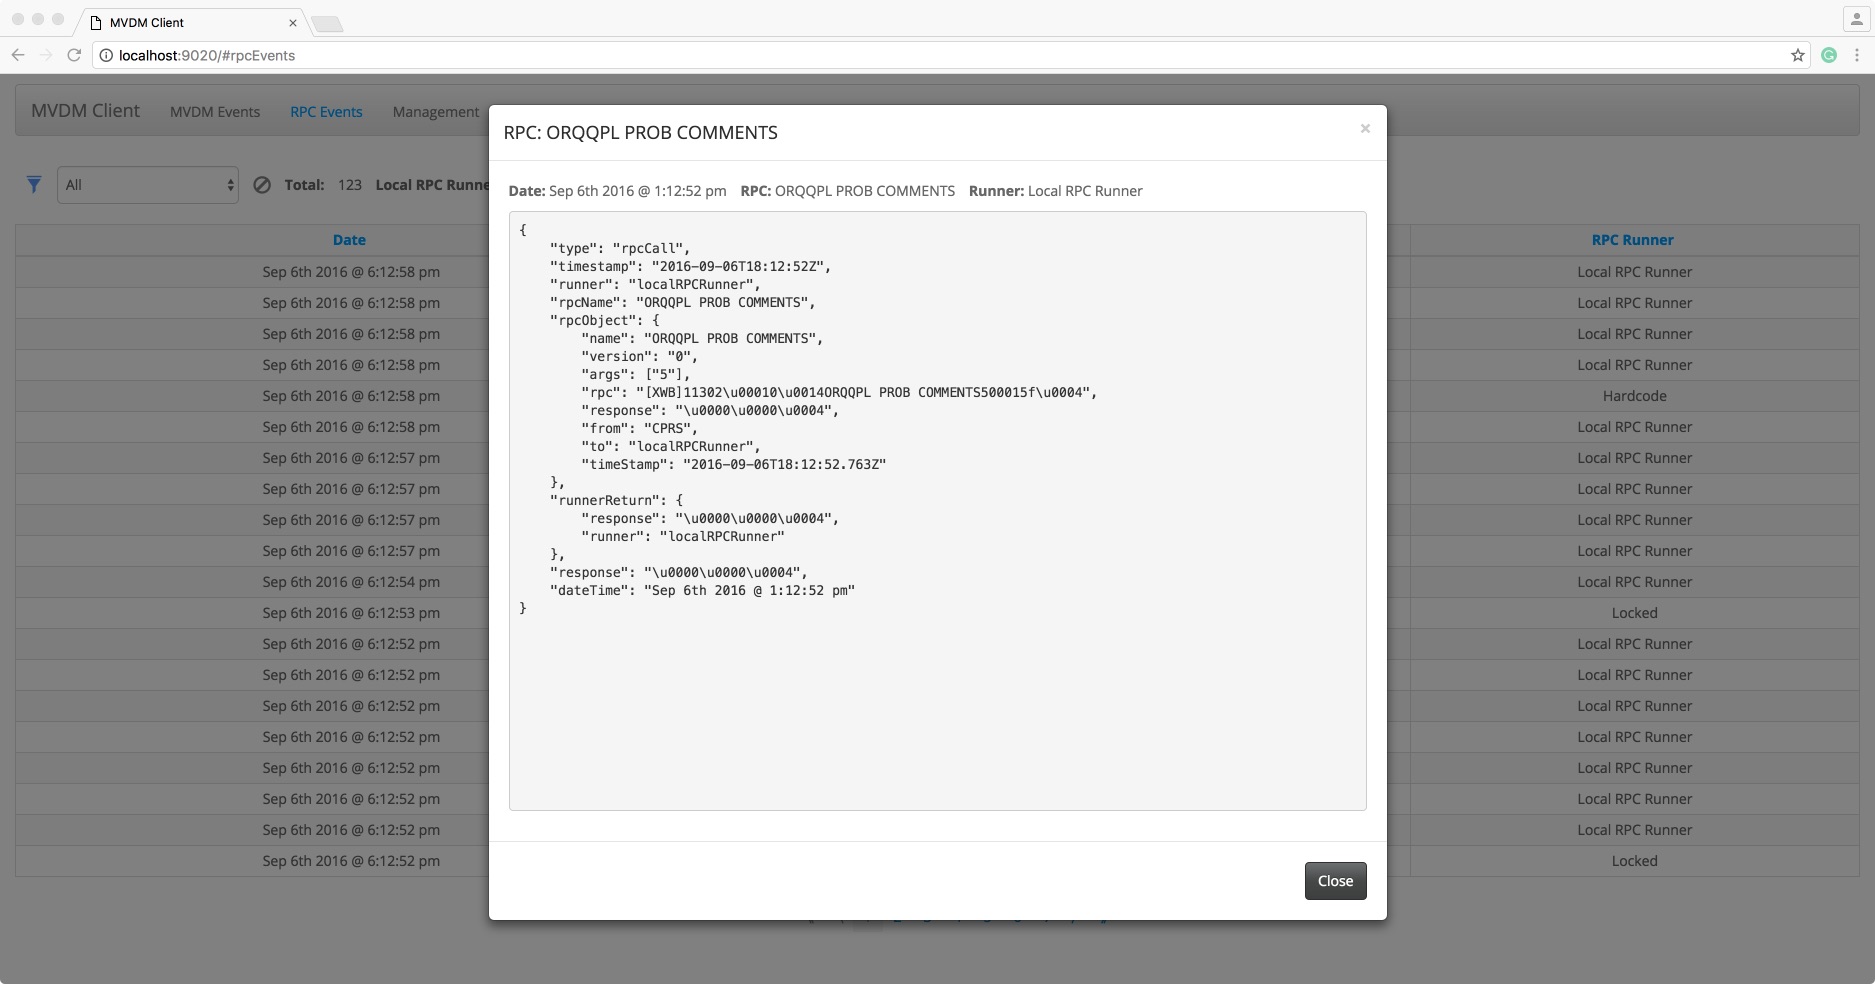 MVDM Client
localhost:9020/#rpcEvents
MVDM Client MVDM Events RPC Events Management
All Total: 123 Local RPC Runne
Date RPC Runner
Sep 6th 2016 @ 6:12:58 pm Local RPC Runner
Sep 6th 2016 @ 6:12:58 pm Local RPC Runner
Sep 6th 2016 @ 6:12:58 pm Local RPC Runner
Sep 6th 2016 @ 6:12:58 pm Local RPC Runner
Sep 6th 2016 @ 6:12:58 pm Hardcode
Sep 6th 2016 @ 6:12:58 pm Local RPC Runner
Sep 6th 2016 @ 6:12:57 pm Local RPC Runner
Sep 6th 2016 @ 6:12:57 pm Local RPC Runner
Sep 6th 2016 @ 6:12:57 pm Local RPC Runner
Sep 6th 2016 @ 6:12:57 pm Local RPC Runner
Sep 6th 2016 @ 6:12:54 pm Local RPC Runner
Sep 6th 2016 @ 6:12:53 pm Locked
Sep 6th 2016 @ 6:12:52 pm Local RPC Runner
Sep 6th 2016 @ 6:12:52 pm Local RPC Runner
Sep 6th 2016 @ 6:12:52 pm Local RPC Runner
Sep 6th 2016 @ 6:12:52 pm Local RPC Runner
Sep 6th 2016 @ 6:12:52 pm Local RPC Runner
Sep 6th 2016 @ 6:12:52 pm Local RPC Runner
Sep 6th 2016 @ 6:12:52 pm Local RPC Runner
Sep 6th 2016 @ 6:12:52 pm Locked
RPC: ORQQPL PROB COMMENTS ×
Date: Sep 6th 2016 @ 1:12:52 pm RPC: ORQQPL PROB COMMENTS Runner: Local RPC Runner
{
"type": "rpcCall",
"timestamp": "2016-09-06T18:12:52Z",
"runner": "localRPCRunner",
"rpcName": "ORQQPL PROB COMMENTS",
"rpcObject": {
"name": "ORQQPL PROB COMMENTS",
"version": "0",
"args": ["5"],
"rpc": "[XWB]11302\u00010\u0014ORQQPL PROB COMMENTS500015f\u0004",
"response": "\u0000\u0000\u0004",
"from": "CPRS",
"to": "localRPCRunner",
"timeStamp": "2016-09-06T18:12:52.763Z"
},
"runnerReturn": {
"response": "\u0000\u0000\u0004",
"runner": "localRPCRunner"
},
"response": "\u0000\u0000\u0004",
"dateTime": "Sep 6th 2016 @ 1:12:52 pm"
}
Close